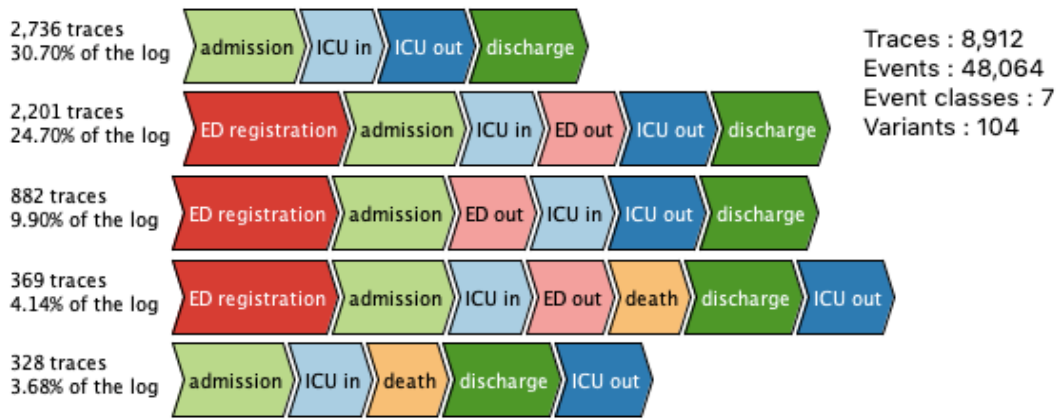 2,736 traces
30.70% of the log
admission ICU in ICU out discharge
Traces : 8,912
Events : 48,064
Event classes : 7
Variants : 104
2,201 traces
24.70% of the log
ED registration admission ICU in ED out ICU out discharge
882 traces
9.90% of the log
ED registration admission ED out ICU in ICU out discharge
369 traces
4.14% of the log
ED registration admission ICU in ED out death discharge ICU out
328 traces
3.68% of the log
admission ICU in death discharge ICU out